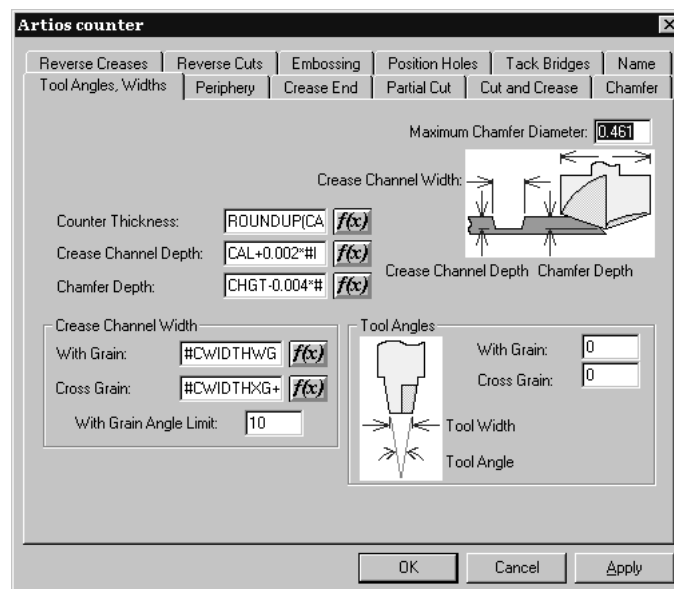 Artios counter
Reverse Creases Reverse Cuts Embossing Position Holes Tack Bridges Name
Tool Angles, Widths Periphery Crease End Partial Cut Cut and Crease Chamfer
Maximum Chamfer Diameter: 0.461
Crease Channel Width:
Counter Thickness: ROUNDUP(CA f(x)
Crease Channel Depth: CAL+0.002*#I f(x)
Chamfer Depth: CHGT-0.004*# f(x)
Crease Channel Depth Chamfer Depth
Crease Channel Width
With Grain: #CWIDTHWG f(x)
Cross Grain: #CWIDTHXG+ f(x)
With Grain Angle Limit: 10
Tool Angles
With Grain: 0
Cross Grain: 0
Tool Width
Tool Angle
OK Cancel Apply